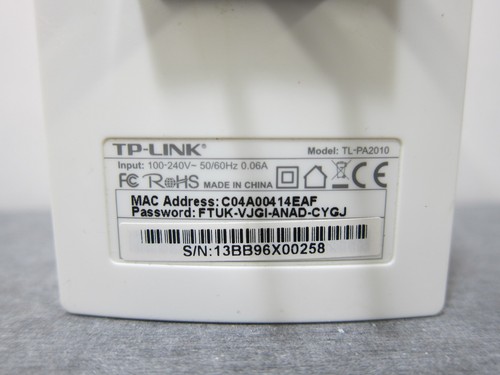 TP-LINK® Model: TL-PA2010
Input: 100-240V~ 50/60Hz 0.06A
FC RoHS MADE IN CHINA CE
MAC Address: C04A00414EAF
Password: FTUK-VJGI-ANAD-CYGJ
S/N:13BB96X00258